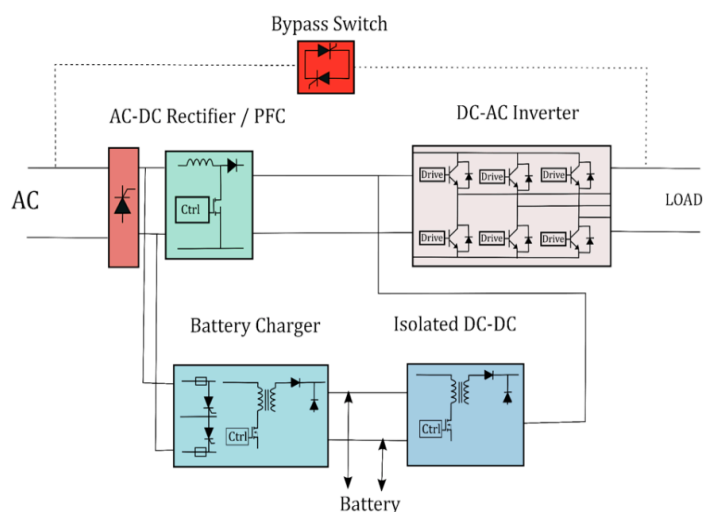 Bypass Switch
AC-DC Rectifier / PFC
DC-AC Inverter
AC
Ctrl
Drive
Drive
Drive
Drive
Drive
Drive
LOAD
Battery Charger
Isolated DC-DC
Ctrl
Ctrl
Battery